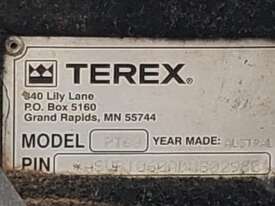 TEREX®
840 Lily Lane
P.O. Box 5160
Grand Rapids, MN 55744
MODEL YEAR MADE:
PIN